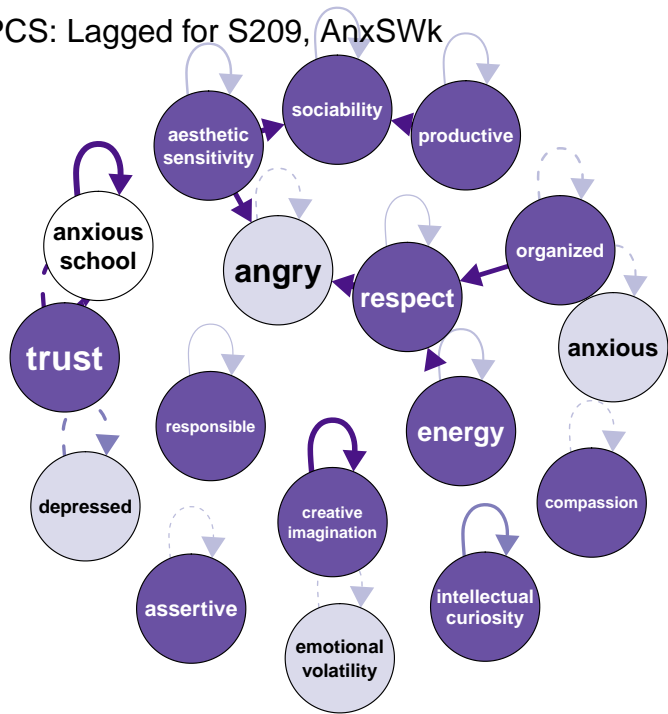 PCS: Lagged for S209, AnxSWk
sociability
aesthetic
sensitivity
productive
anxious
school
organized
angry
respect
trust
anxious
responsible
energy
depressed
creative
imagination
compassion
assertive
intellectual
curiosity
emotional
volatility